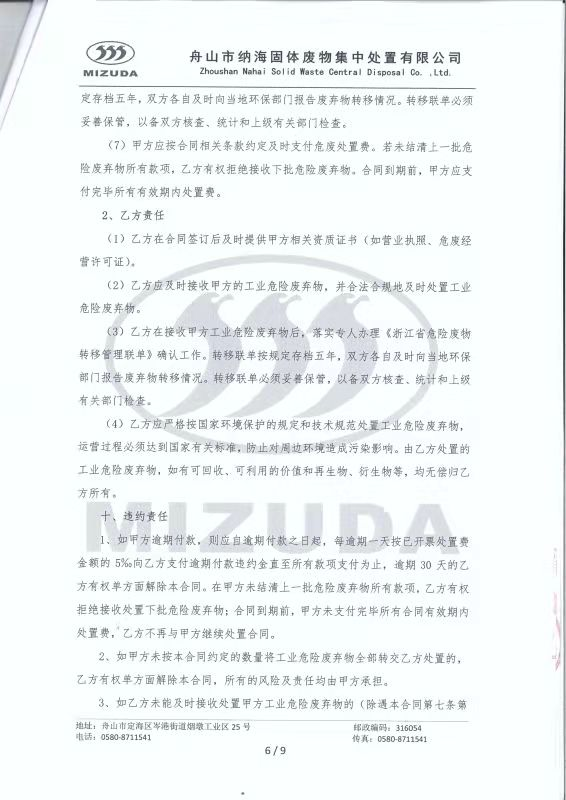 MIZUDA
舟山市纳海固体废物集中处置有限公司
Zhoushan Nahai Solid Waste Central Disposal Co. ,Ltd.
定存档五年，双方各自及时向当地环保部门报告废弃物转移情况。转移联单必须
妥善保管，以备双方核查、统计和上级有关部门检查。
（7）甲方应按合同相关条款约定及时支付危废处置费。若未结清上一批危
险废弃物所有款项，乙方有权拒绝接收下批危险废弃物。合同到期前，甲方应支
付完毕所有有效期内处置费。
2、乙方责任
（1）乙方在合同签订后及时提供甲方相关资质证书（如营业执照、危废经
营许可证）。
（2）乙方应及时接收甲方的工业危险废弃物，并合法合规地及时处置工业
危险废弃物。
（3）乙方在接收甲方工业危险废弃物后，落实专人办理《浙江省危险废物
转移管理联单》确认工作。转移联单按规定存档五年，双方各自及时向当地环保
部门报告废弃物转移情况。转移联单必须妥善保管，以备双方核查、统计和上级
有关部门检查。
（4）乙方应严格按国家环境保护的规定和技术规范处置工业危险废弃物，
运营过程必须达到国家有关标准，防止对周边环境造成污染影响。由乙方处置的
工业危险废弃物，如有可回收、可利用的价值和再生物、衍生物等，均无偿归乙
方所有。
MIZUDA
十、违约责任
1、如甲方逾期付款，则应自逾期付款之日起，每逾期一天按已开票处置费
金额的 5‰向乙方支付逾期付款违约金直至所有款项支付为止，逾期 30 天的乙
方有权单方面解除本合同。在甲方未结清上一批危险废弃物所有款项，乙方有权
拒绝接收处置下批危险废弃物；合同到期前，甲方未支付完毕所有合同有效期内
处置费，乙方不再与甲方继续处置合同。
2、如甲方未按本合同约定的数量将工业危险废弃物全部转交乙方处置的，
乙方有权单方面解除本合同，所有的风险及责任均由甲方承担。
3、如乙方未能及时接收处置甲方工业危险废弃物的（除遇本合同第七条第
地址：舟山市定海区岑港街道烟墩工业区 25 号
邮政编码：316054
电话：0580-8711541
传真：0580-8711541
6 / 9